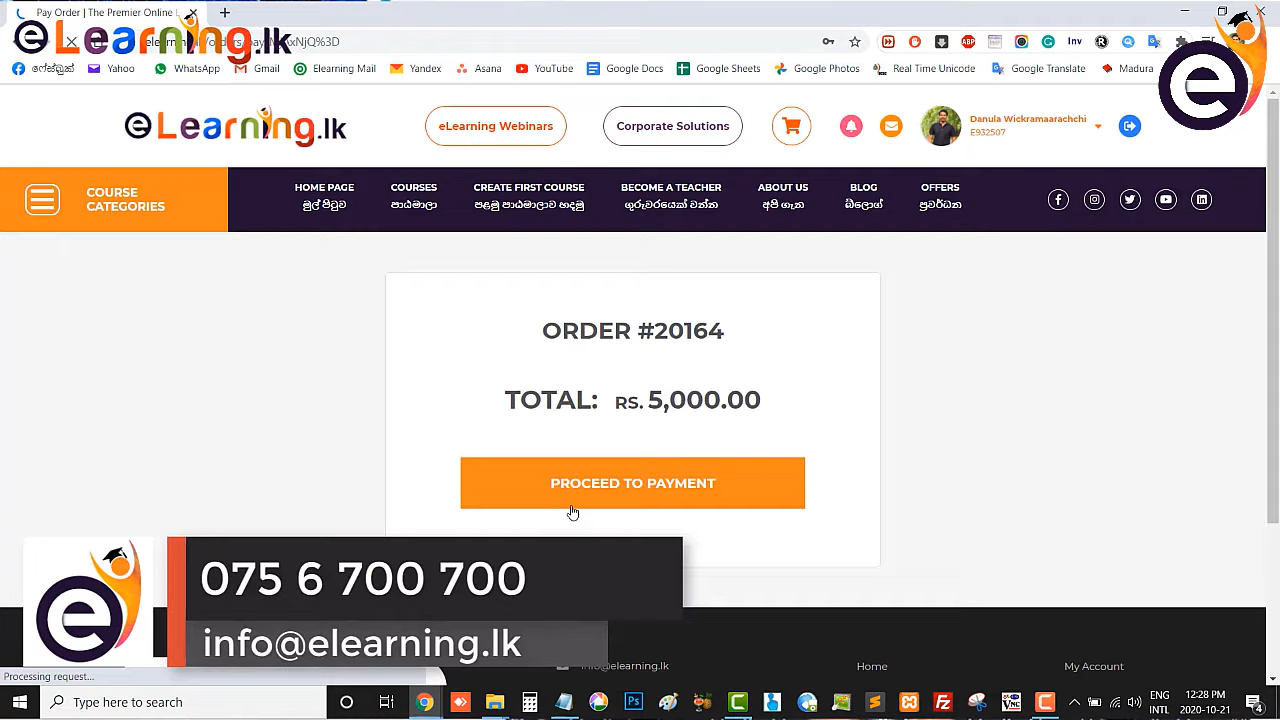 Pay Order | The Premier Online L
eLearning.lk
ෆේස්බුක් Yahoo WhatsApp Gmail Elearning Mail Yandex Asana YouTube Google Docs Google Sheets Google Photos Real Time Unicode Google Translate Madura
eLearning.lk
eLearning Webinars
Corporate Solutions
Danula Wickramaarachchi
E932507
COURSE CATEGORIES
HOME PAGE COURSES CREATE FIRST COURSE BECOME A TEACHER ABOUT US BLOG OFFERS
මුල් පිටුව පාඨමාලා පළමු පාඨමාලාව හදමු ගුරුවරයෙක් වන්න අපි ගැන බ්ලොග් ප්‍රවර්ධන
ORDER #20164
TOTAL: RS. 5,000.00
PROCEED TO PAYMENT
075 6 700 700
info@elearning.lk
info@elearning.lk Home My Account
Processing request...
Type here to search
ENG
INTL
12:28 PM
2020-10-21
4